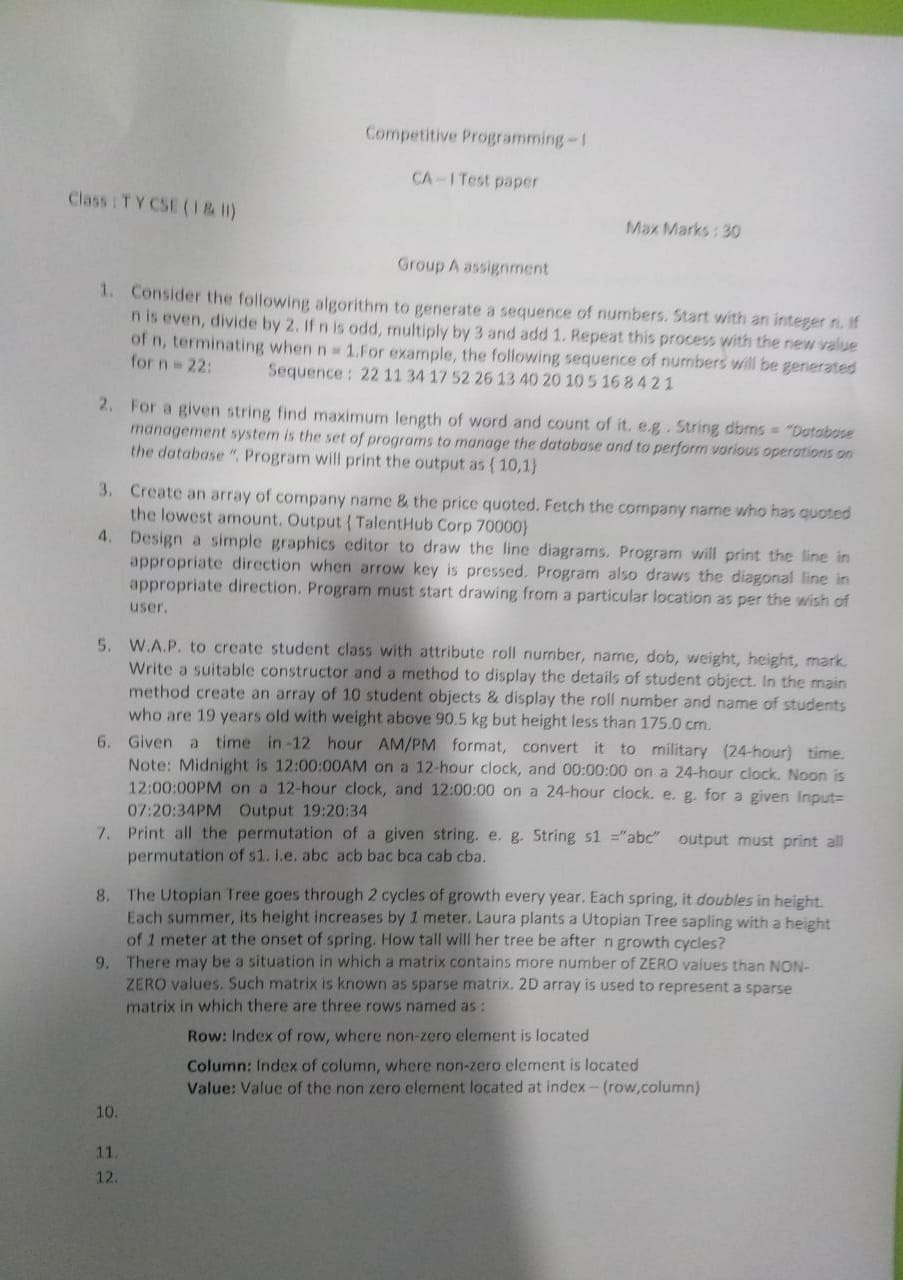 Competitive Programming – I
CA – I Test paper
Class : T Y CSE ( I & II)
Max Marks : 30
Group A assignment
1. Consider the following algorithm to generate a sequence of numbers. Start with an integer n. If
n is even, divide by 2. If n is odd, multiply by 3 and add 1. Repeat this process with the new value
of n, terminating when n = 1.For example, the following sequence of numbers will be generated
for n = 22: Sequence : 22 11 34 17 52 26 13 40 20 10 5 16 8 4 2 1
2. For a given string find maximum length of word and count of it. e.g . String dbms = "Database
management system is the set of programs to manage the database and to perform various operations on
the database ". Program will print the output as { 10,1}
3. Create an array of company name & the price quoted. Fetch the company name who has quoted
the lowest amount. Output { TalentHub Corp 70000}
4. Design a simple graphics editor to draw the line diagrams. Program will print the line in
appropriate direction when arrow key is pressed. Program also draws the diagonal line in
appropriate direction. Program must start drawing from a particular location as per the wish of
user.
5. W.A.P. to create student class with attribute roll number, name, dob, weight, height, mark.
Write a suitable constructor and a method to display the details of student object. In the main
method create an array of 10 student objects & display the roll number and name of students
who are 19 years old with weight above 90.5 kg but height less than 175.0 cm.
6. Given a time in -12 hour AM/PM format, convert it to military (24-hour) time.
Note: Midnight is 12:00:00AM on a 12-hour clock, and 00:00:00 on a 24-hour clock. Noon is
12:00:00PM on a 12-hour clock, and 12:00:00 on a 24-hour clock. e. g. for a given Input=
07:20:34PM Output 19:20:34
7. Print all the permutation of a given string. e. g. String s1 ="abc" output must print all
permutation of s1. i.e. abc acb bac bca cab cba.
8. The Utopian Tree goes through 2 cycles of growth every year. Each spring, it doubles in height.
Each summer, its height increases by 1 meter. Laura plants a Utopian Tree sapling with a height
of 1 meter at the onset of spring. How tall will her tree be after n growth cycles?
9. There may be a situation in which a matrix contains more number of ZERO values than NON-
ZERO values. Such matrix is known as sparse matrix. 2D array is used to represent a sparse
matrix in which there are three rows named as :
Row: Index of row, where non-zero element is located
Column: Index of column, where non-zero element is located
Value: Value of the non zero element located at index – (row,column)
10.
11.
12.